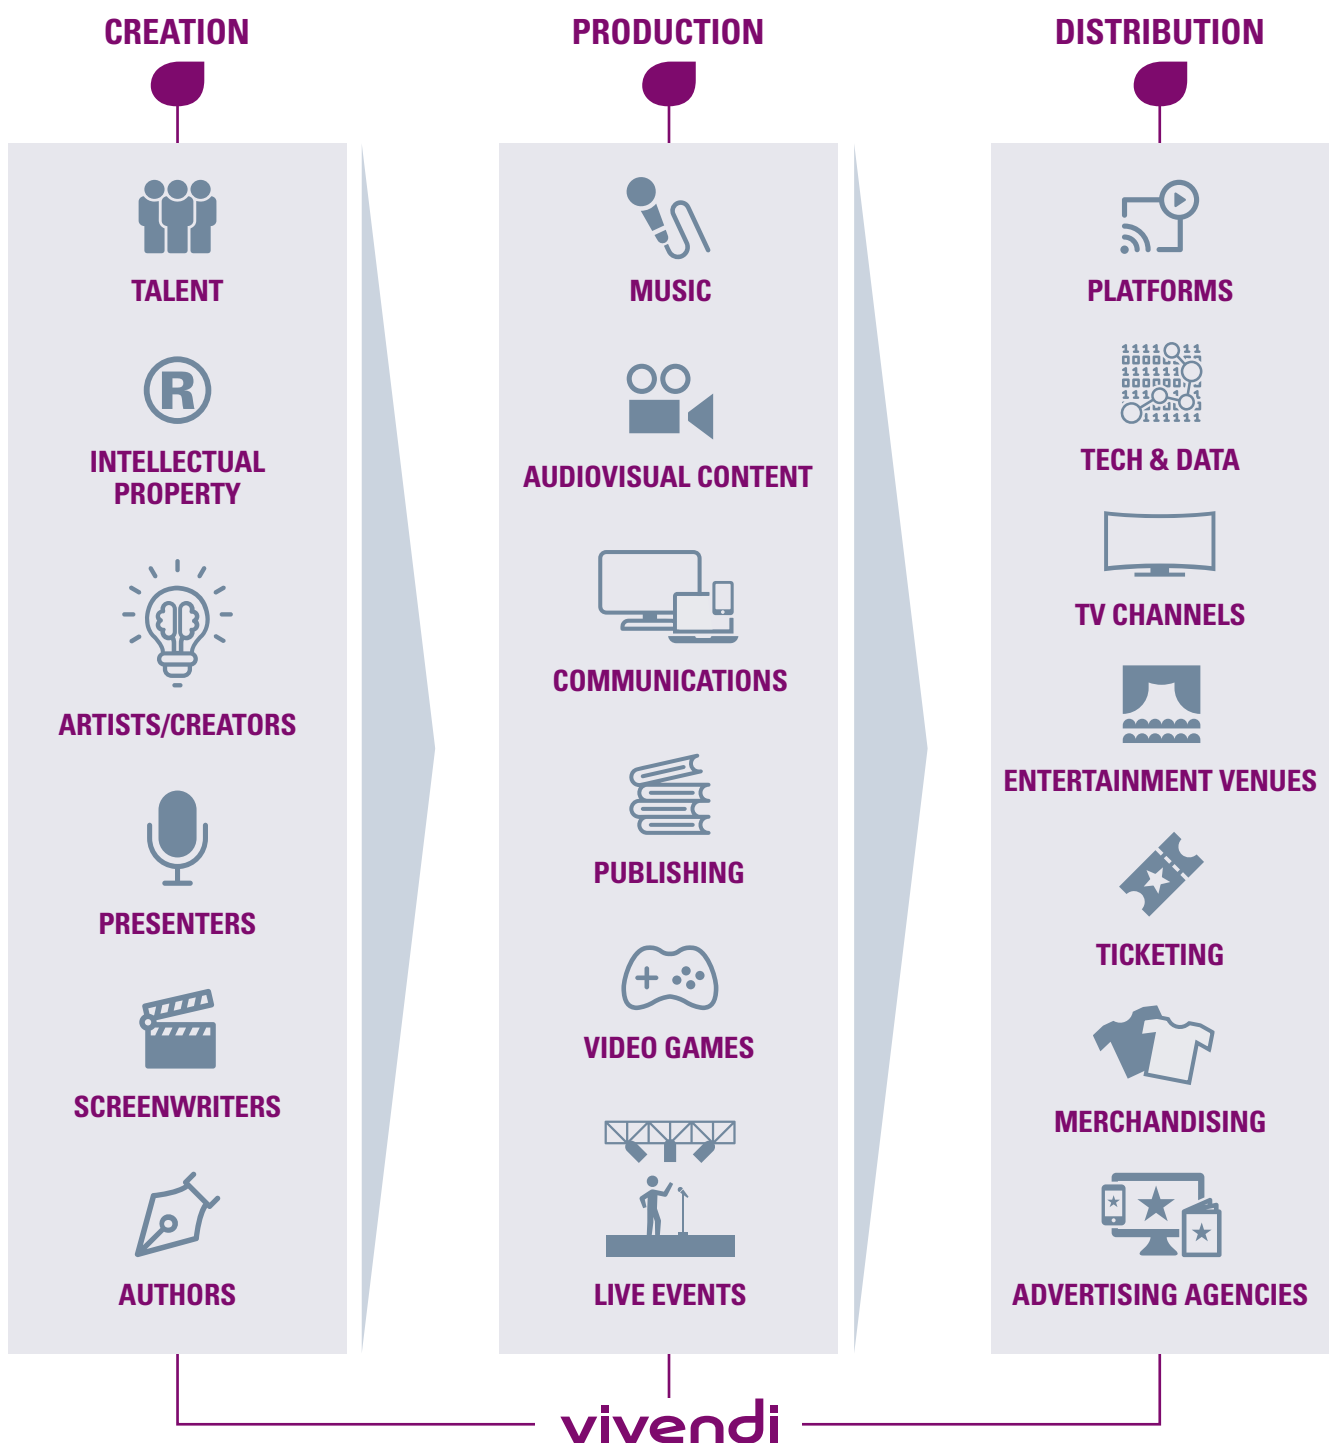 CREATION
TALENT
R
INTELLECTUAL
PROPERTY
ARTISTS/CREATORS
PRESENTERS
SCREENWRITERS
AUTHORS
PRODUCTION
MUSIC
AUDIOVISUAL CONTENT
COMMUNICATIONS
PUBLISHING
VIDEO GAMES
LIVE EVENTS
DISTRIBUTION
PLATFORMS
TECH & DATA
TV CHANNELS
ENTERTAINMENT VENUES
TICKETING
MERCHANDISING
ADVERTISING AGENCIES
vivendi